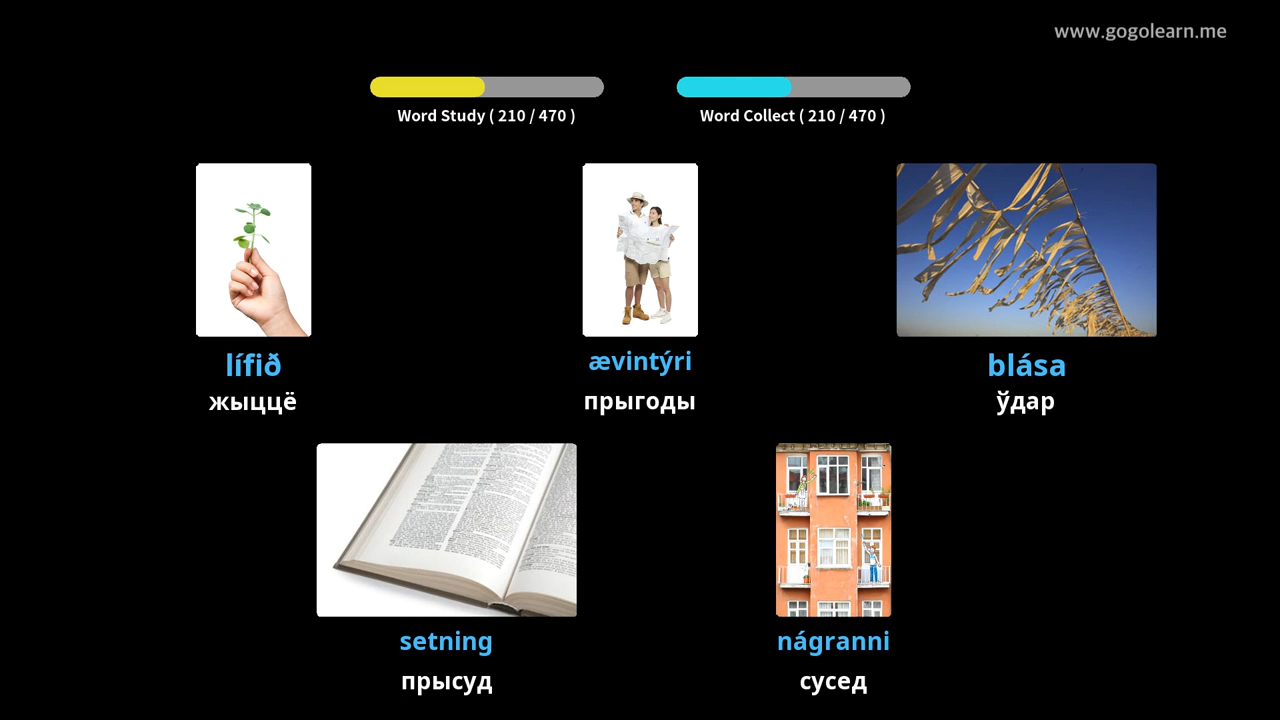 www.gogolearn.me
Word Study ( 210 / 470 )
Word Collect ( 210 / 470 )
lífið
жыццё
ævintýri
прыгоды
blása
ўдар
setning
прысуд
nágranni
сусед